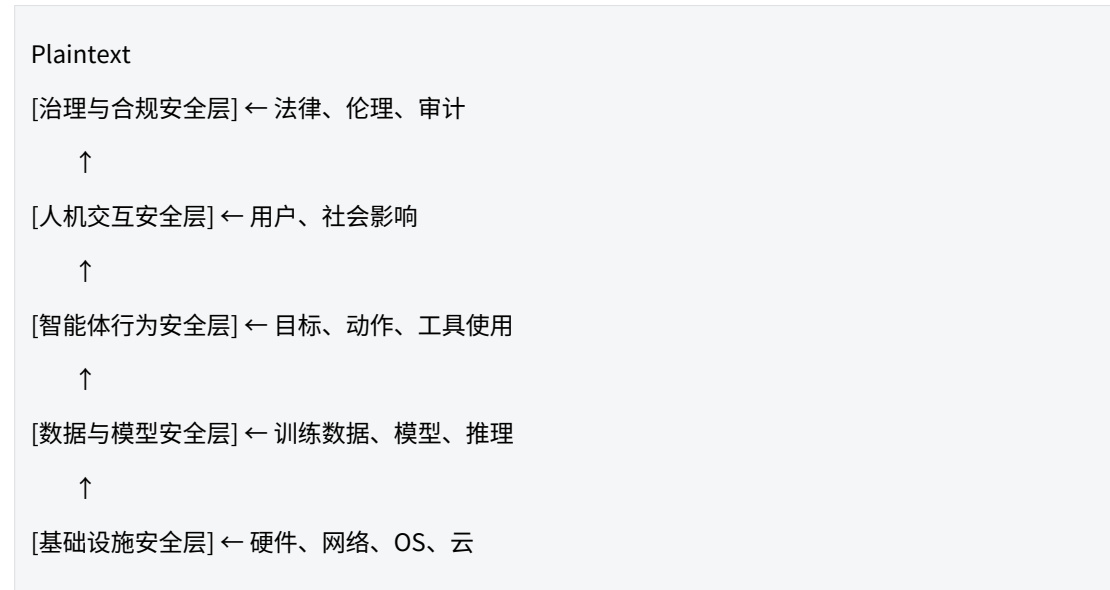 Plaintext
[治理与合规安全层] ← 法律、伦理、审计
↑
[人机交互安全层] ← 用户、社会影响
↑
[智能体行为安全层] ← 目标、动作、工具使用
↑
[数据与模型安全层] ← 训练数据、模型、推理
↑
[基础设施安全层] ← 硬件、网络、OS、云